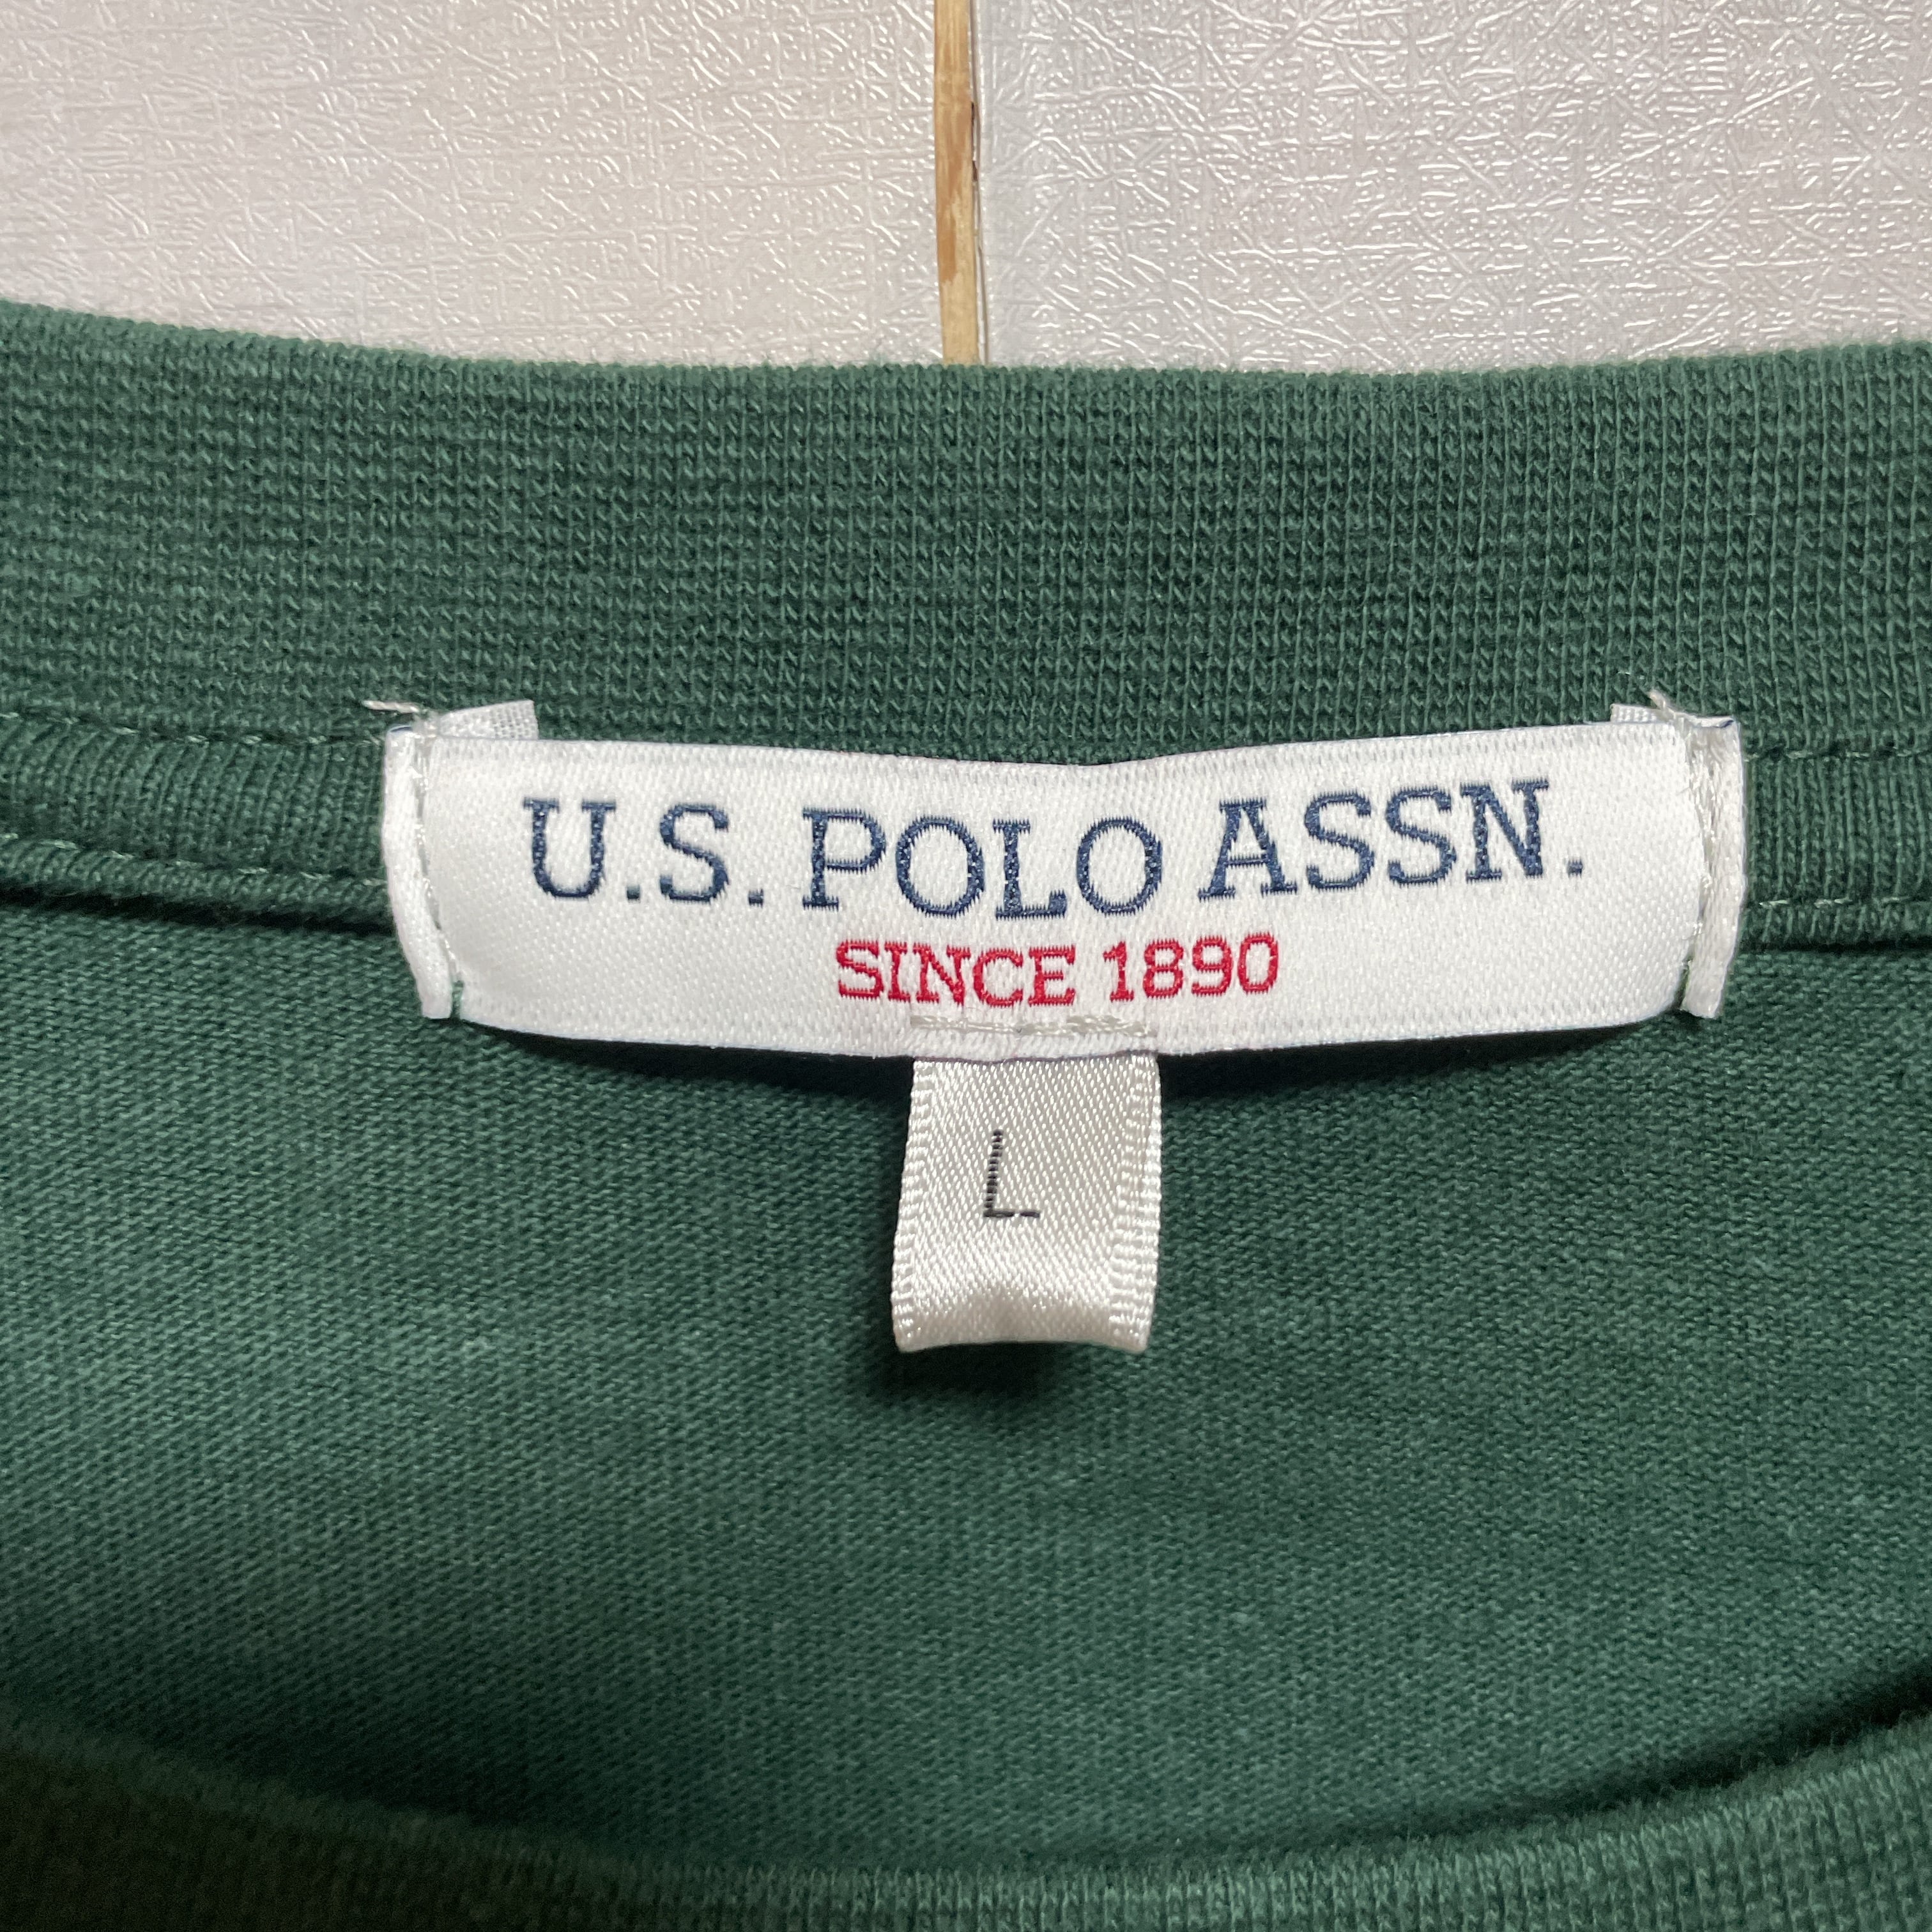 U.S. POLO ASSN.
SINCE 1890
L